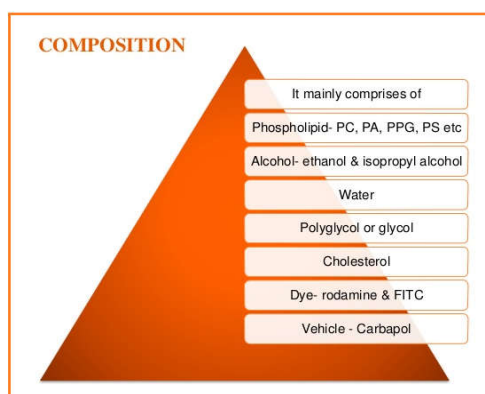 COMPOSITION
It mainly comprises of
Phospholipid- PC, PA, PPG, PS etc
Alcohol- ethanol & isopropyl alcohol
Water
Polyglycol or glycol
Cholesterol
Dye- rodamine & FITC
Vehicle - Carbapol